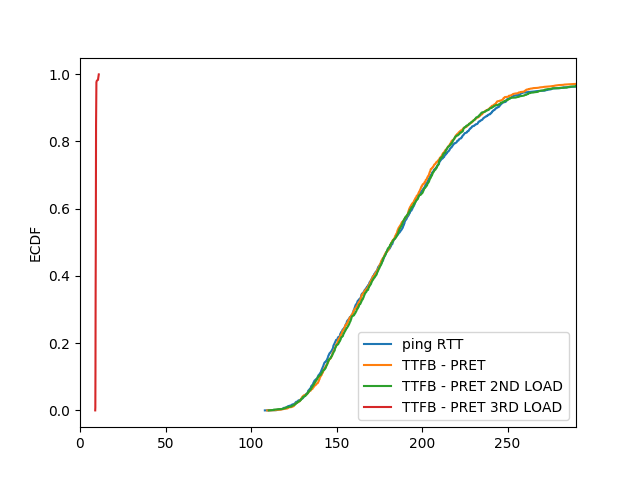 1.0
0.8
0.6
0.4
0.2
0.0
ECDF
0
50
100
150
200
250
ping RTT
TTFB - PRET
TTFB - PRET 2ND LOAD
TTFB - PRET 3RD LOAD